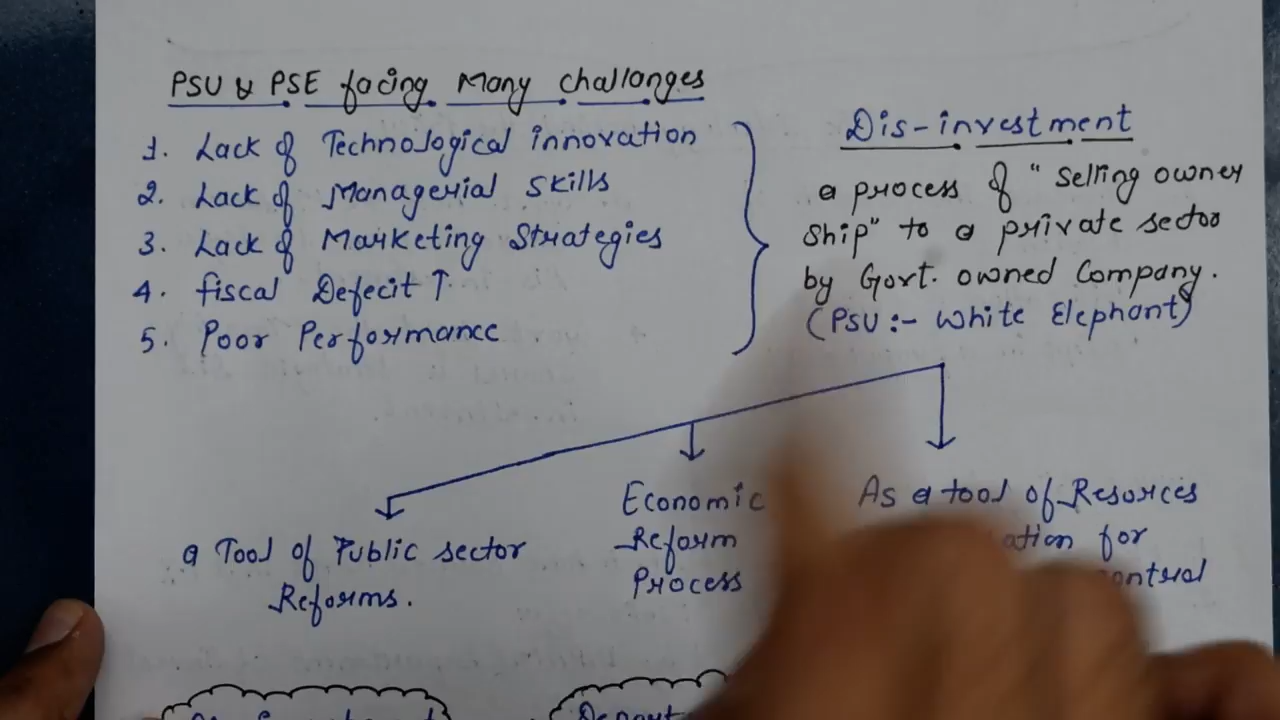 PSU & PSE facing Many challanges
1. Lack of Technological innovation
2. Lack of Managerial Skills
3. Lack of Marketing Strategies
4. fiscal Defecit ↑
5. Poor Performance
Dis-investment
a process of "Selling owner
Ship" to a private sector
by Govt. owned Company.
(PSU :- White Elephant)
a Tool of Public sector
Reforms.
Economic
Reform
Process
As a tool of Resorces
for